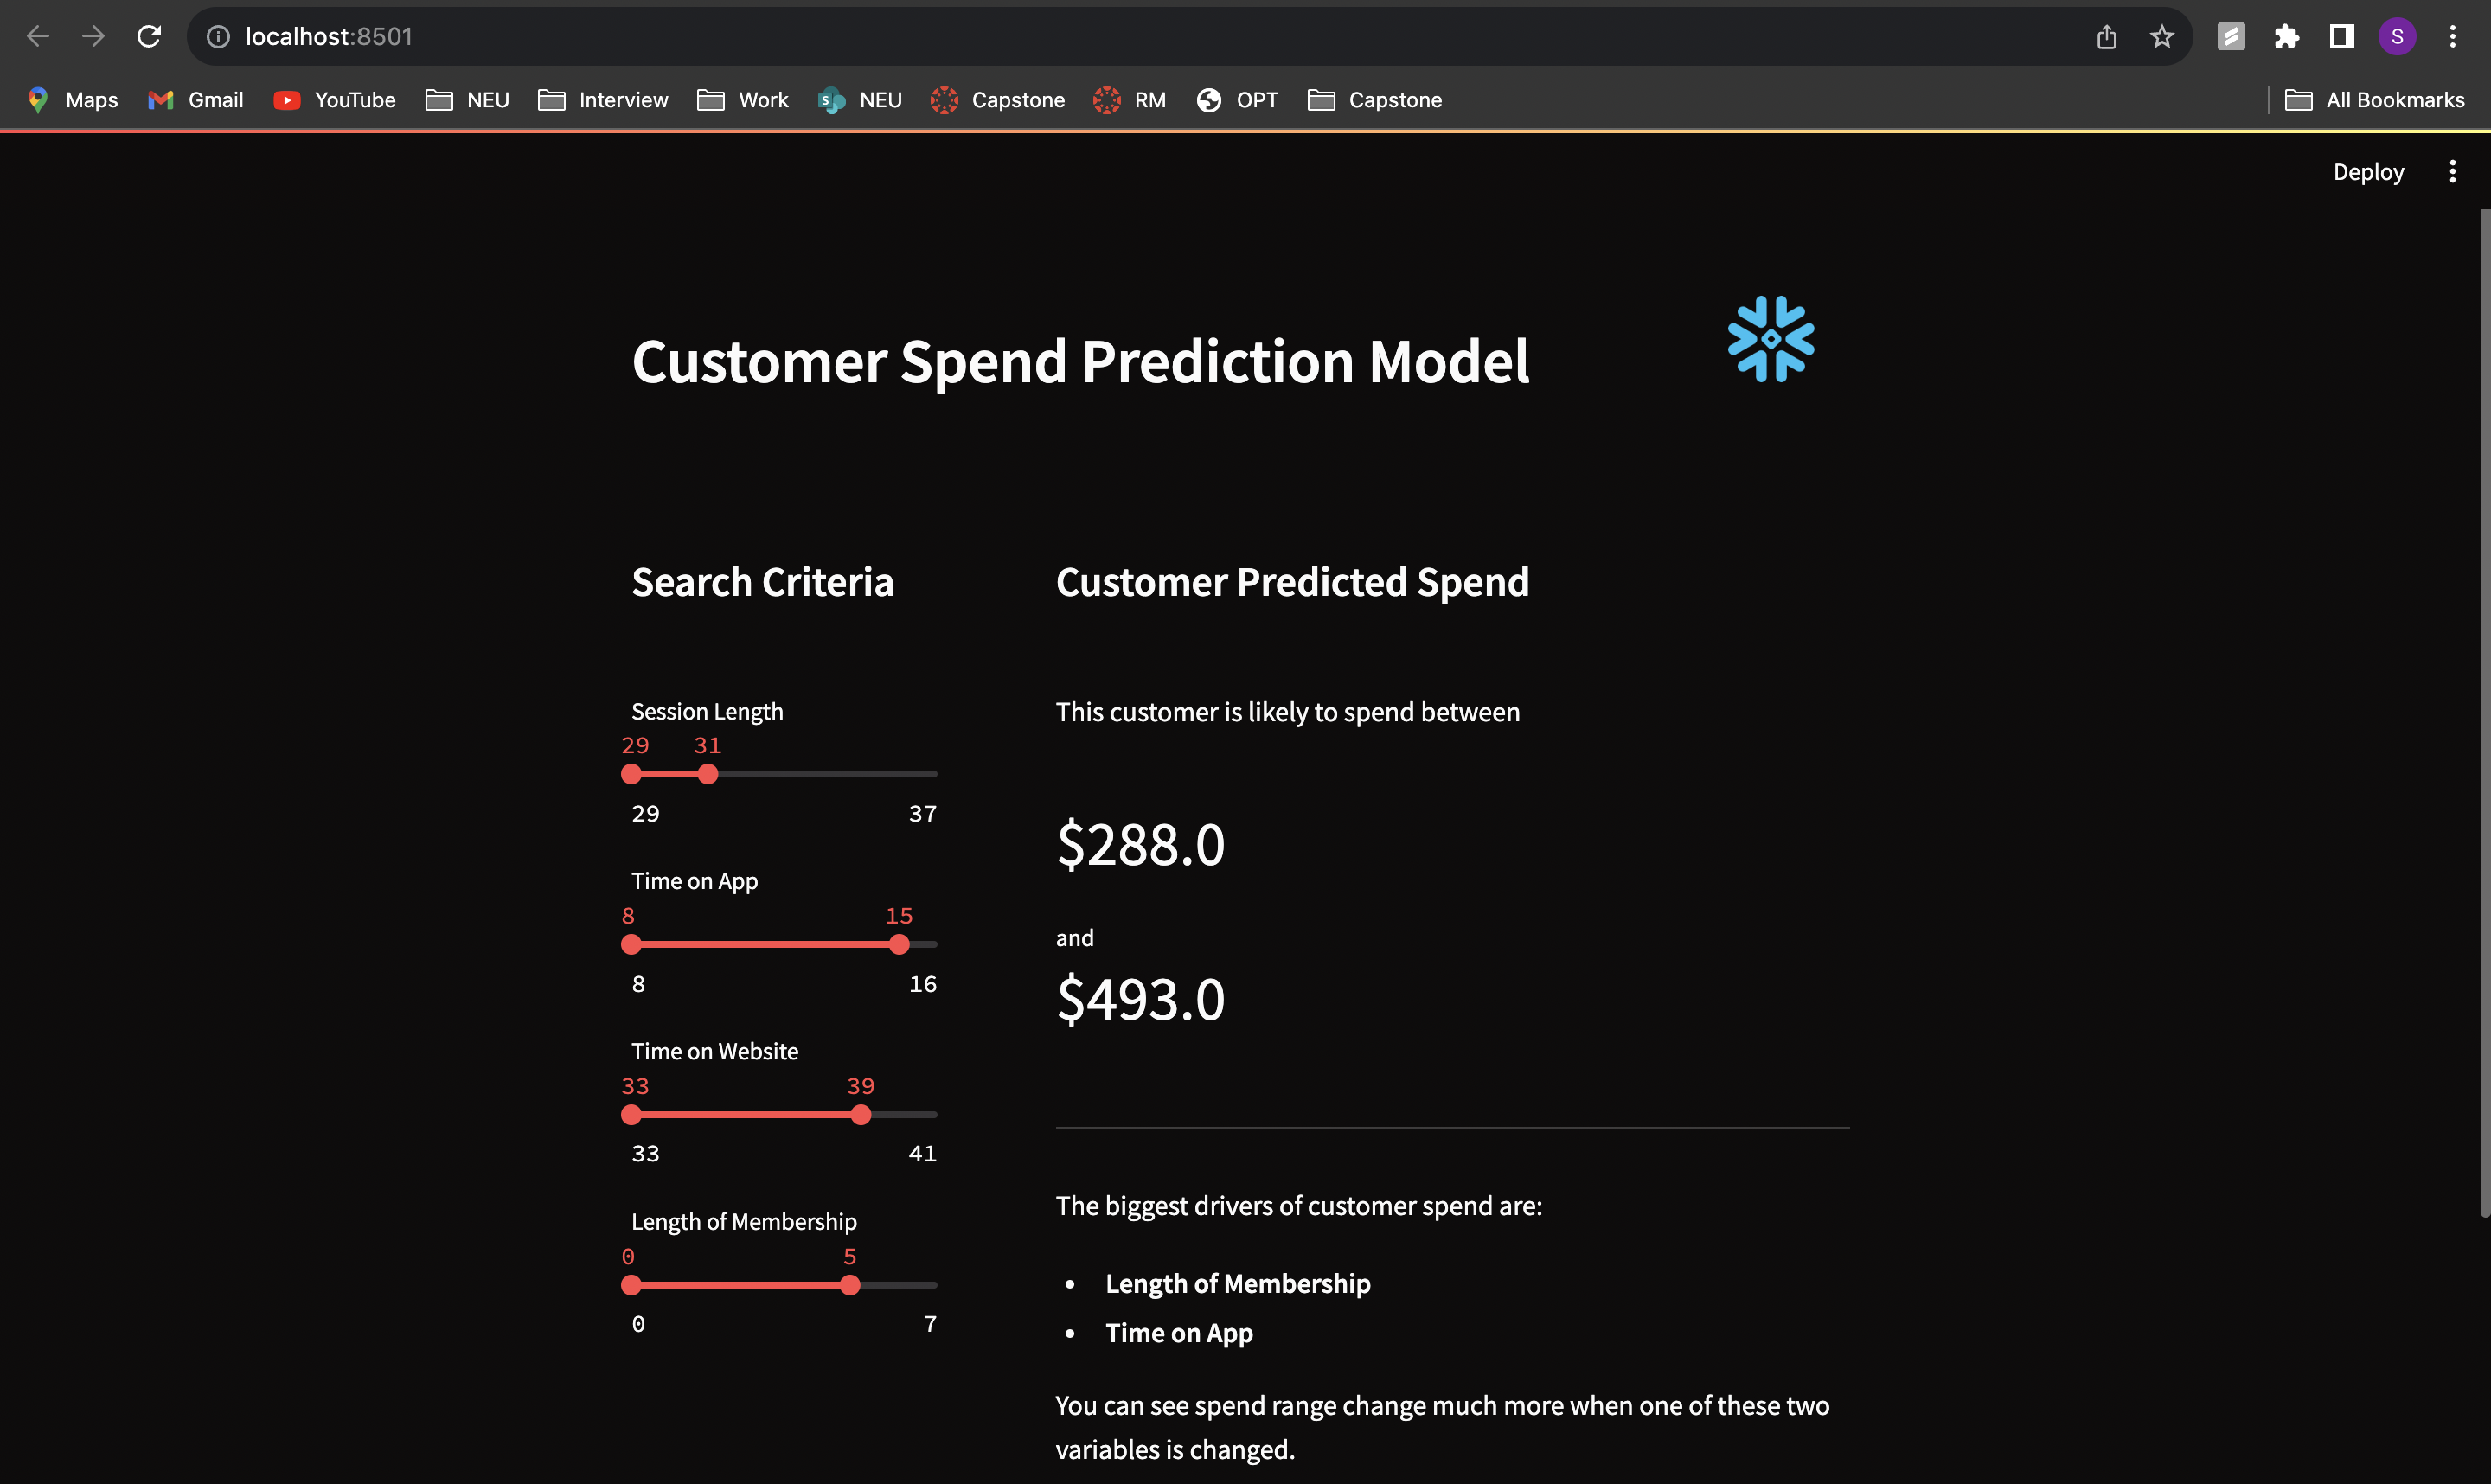 localhost:8501
S
Maps Gmail YouTube NEU Interview Work NEU Capstone RM OPT Capstone All Bookmarks
Deploy
Customer Spend Prediction Model
Search Criteria
Session Length
29 31
29 37
Time on App
8 15
8 16
Time on Website
33 39
33 41
Length of Membership
0 5
0 7
Customer Predicted Spend
This customer is likely to spend between
$288.0
and
$493.0
The biggest drivers of customer spend are:
• Length of Membership
• Time on App
You can see spend range change much more when one of these two
variables is changed.